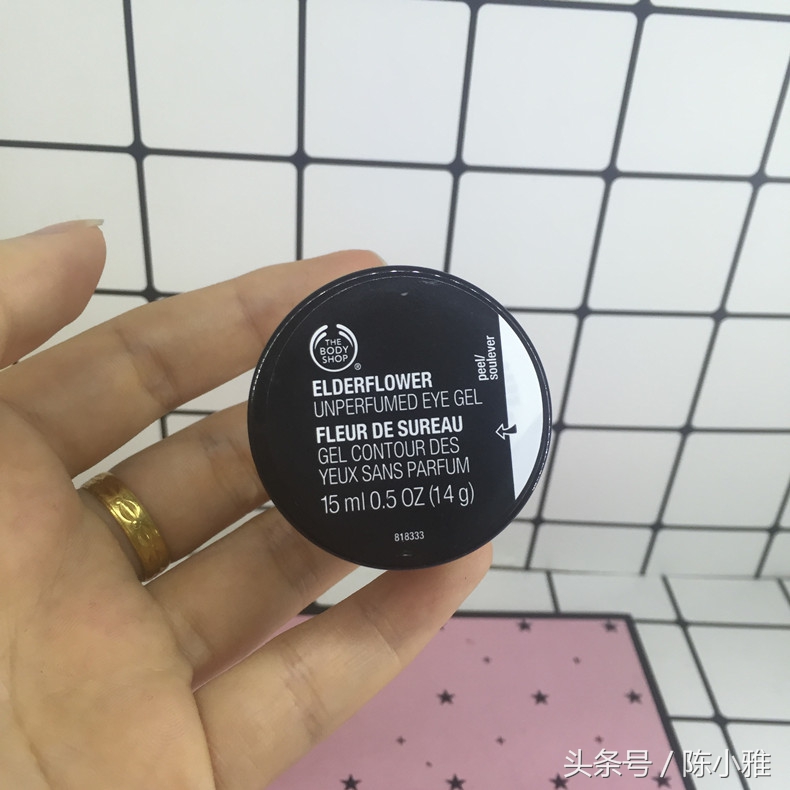 THE
BODY
SHOP
®
ELDERFLOWER
UNPERFUMED EYE GEL
FLEUR DE SUREAU
GEL CONTOUR DES
YEUX SANS PARFUM
15 ml 0.5 OZ (14 g)
818333
peel/
soulever
头条号 / 陈小雅